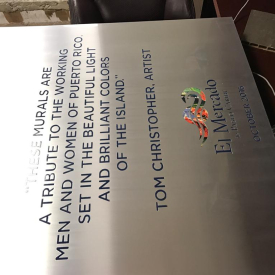 "THESE MURALS ARE
A TRIBUTE TO THE WORKING
MEN AND WOMEN OF PUERTO RICO.
SET IN THE BEAUTIFUL LIGHT
AND BRILLIANT COLORS
OF THE ISLAND."
TOM CHRISTOPHER, ARTIST
El Mercado
OCTOBER